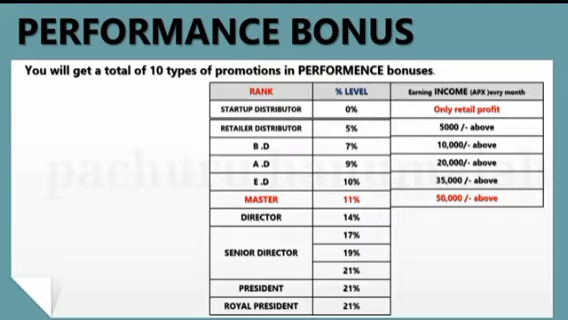 PERFORMANCE BONUS
You will get a total of 10 types of promotions in PERFORMENCE bonuses.
RANK % LEVEL Earning INCOME (APX )evry month
STARTUP DISTRIBUTOR 0% Only retail profit
RETAILER DISTRIBUTOR 5% 5000 /- above
B .D 7% 10,000/- above
A .D 9% 20,000/- above
E .D 10% 35,000 /- above
MASTER 11% 50,000 /- above
DIRECTOR 14%
17%
SENIOR DIRECTOR 19%
21%
PRESIDENT 21%
ROYAL PRESIDENT 21%